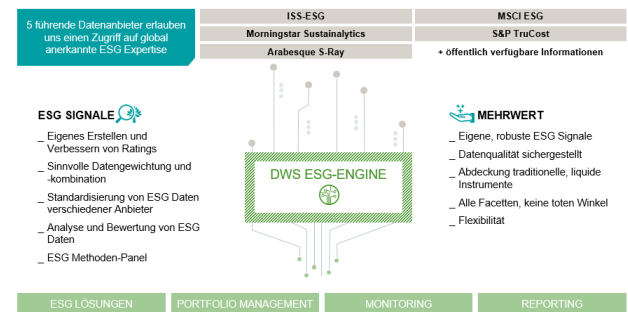 5 führende Datenanbieter erlauben
uns einen Zugriff auf global
anerkannte ESG Expertise
ISS-ESG
MSCI ESG
Morningstar Sustainalytics
S&P TruCost
Arabesque S-Ray
+ öffentlich verfügbare Informationen
ESG SIGNALE
_ Eigenes Erstellen und
Verbessern von Ratings
_ Sinnvolle Datengewichtung und
-kombination
_ Standardisierung von ESG Daten
verschiedener Anbieter
_ Analyse und Bewertung von ESG
Daten
_ ESG Methoden-Panel
DWS ESG-ENGINE
MEHRWERT
_ Eigene, robuste ESG Signale
_ Datenqualität sichergestellt
_ Abdeckung traditionelle, liquide
Instrumente
_ Alle Facetten, keine toten Winkel
_ Flexibilität
ESG LÖSUNGEN
PORTFOLIO MANAGEMENT
MONITORING
REPORTING